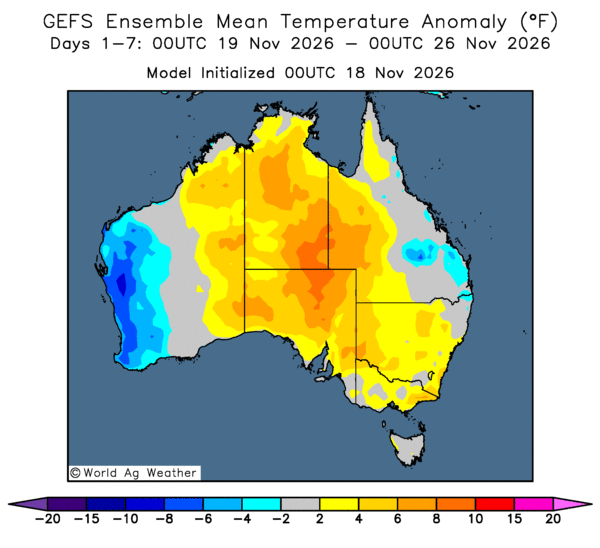 GEFS Ensemble Mean Temperature Anomaly (°F)
Days 1-7: 00UTC 19 Nov 2026 - 00UTC 26 Nov 2026
Model Initialized 00UTC 18 Nov 2026
©World Ag Weather
-20 -15 -10 -8 -6 -4 -2 2 4 6 8 10 15 20